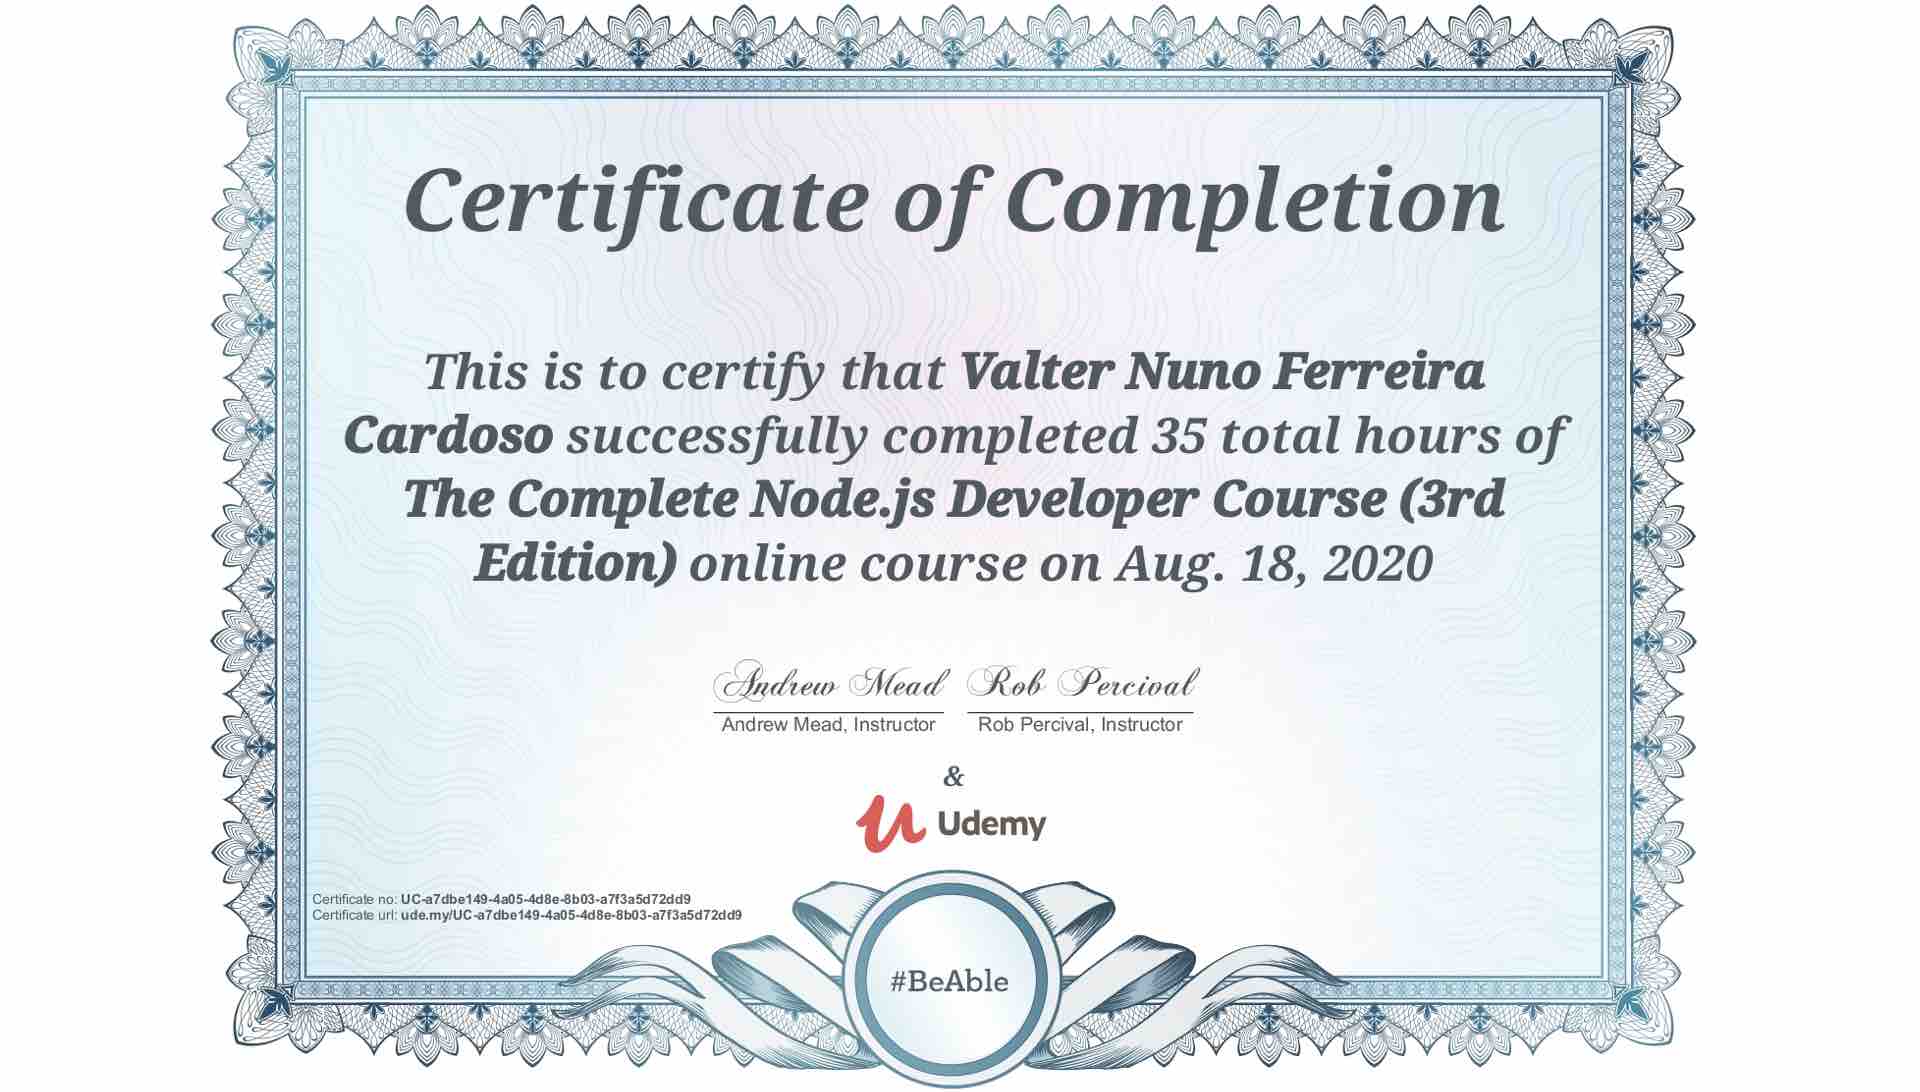 Certificate of Completion
This is to certify that Valter Nuno Ferreira
Cardoso successfully completed 35 total hours of
The Complete Node.js Developer Course (3rd
Edition) online course on Aug. 18, 2020
Andrew Mead Rob Percival
Andrew Mead, Instructor Rob Percival, Instructor
&
Udemy
Certificate no: UC-a7dbe149-4a05-4d8e-8b03-a7f3a5d72dd9
Certificate url: ude.my/UC-a7dbe149-4a05-4d8e-8b03-a7f3a5d72dd9
#BeAble